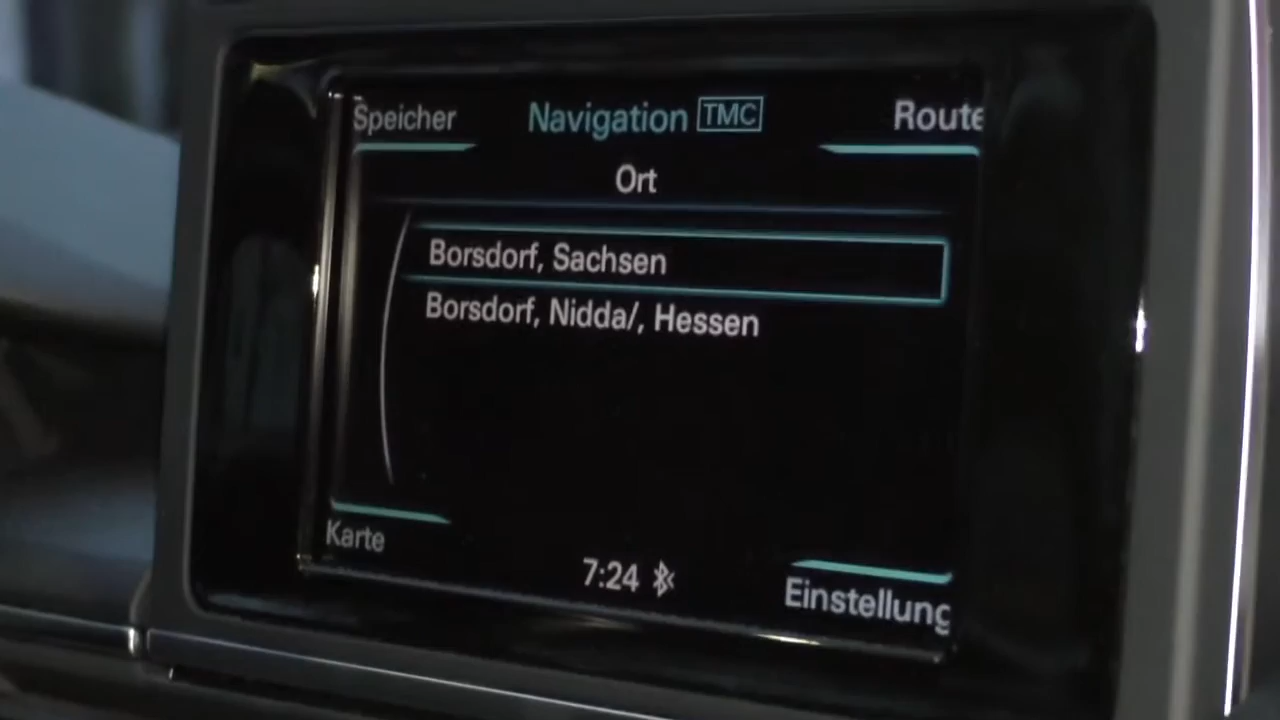 Speicher Navigation TMC Route
Ort
Borsdorf, Sachsen
Borsdorf, Nidda/, Hessen
Karte
7:24
Einstellung